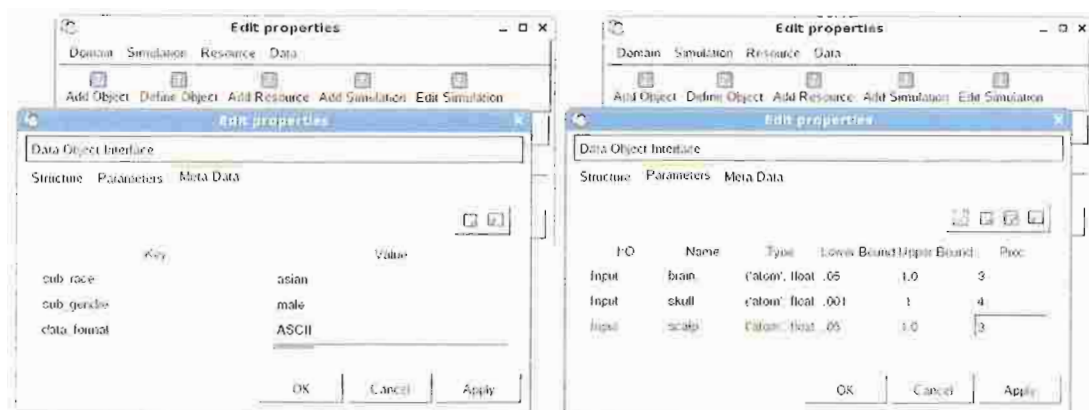 Edit properties
Domain Simulation Resource Data
Add Object Define Object Add Resource Add Simulation Edit Simulation
Edit properties
Data Object Interface
Structure Parameters Meta Data
Key Value
sub_race asian
sub_gendre male
data_format ASCII
OK Cancel Apply
Edit properties
Domain Simulation Resource Data
Add Object Define Object Add Resource Add Simulation Edit Simulation
Edit properties
Data Object Interface
Structure Parameters Meta Data
I/O Name Type Lower Bound Upper Bound Prec
Input brain ('atom', float .05 1.0 3
Input skull ('atom', float .001 1 4
Input scalp ('atom', float .05 1.0 3
OK Cancel Apply